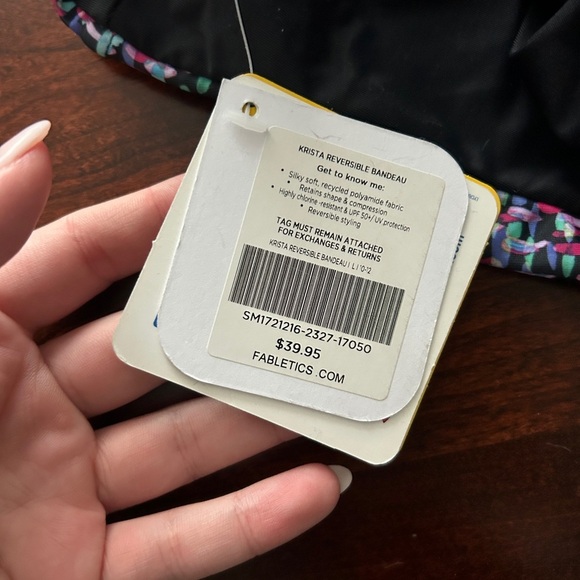 KRISTA REVERSIBLE BANDEAU
Get to know me:
• Silky soft, recycled polyamide fabric
• Retains shape & compression
• Highly chlorine-resistant & UPF 50+/UV protection
• Reversible styling
TAG MUST REMAIN ATTACHED
FOR EXCHANGES & RETURNS
KRISTA REVERSIBLE BANDEAU | L | 10-12
SM1721216-2327-17050
$39.95
FABLETICS.COM